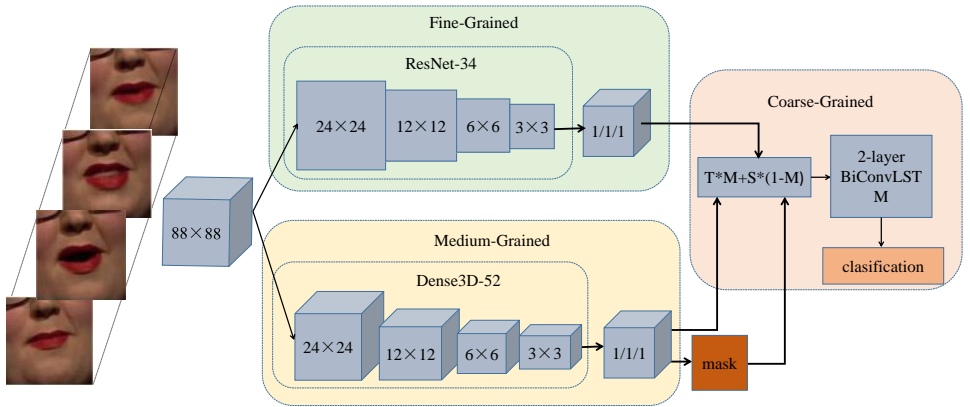 Fine-Grained
ResNet-34
24×24
12×12
6×6
3×3
1/1/1
88×88
Medium-Grained
Dense3D-52
24×24
12×12
6×6
3×3
1/1/1
mask
Coarse-Grained
T*M+S*(1-M)
2-layer
BiConvLST
M
clasification